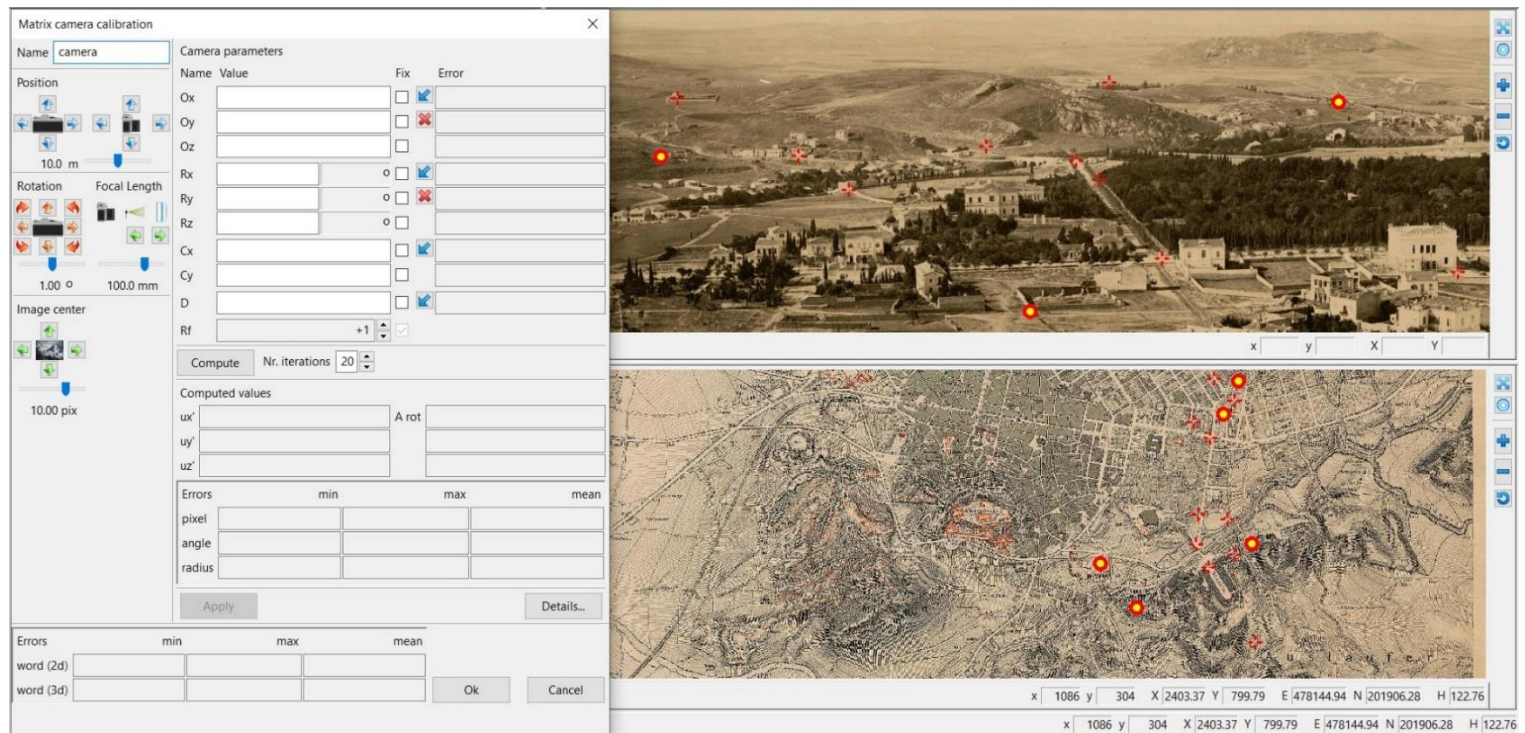 Matrix camera calibration
Name camera
Position
10.0 m
Rotation Focal Length
1.00 o 100.0 mm
Image center
10.00 pix
Camera parameters
Name Value Fix Error
Ox
Oy
Oz
Rx o
Ry o
Rz o
Cx
Cy
D
Rf +1
Compute Nr. iterations 20
Computed values
ux' A rot
uy'
uz'
Errors min max mean
pixel
angle
radius
Apply Details...
Errors min max mean
word (2d)
word (3d) Ok Cancel
x y X Y
A u s l ä u f e r
x 1086 y 304 X 2403.37 Y 799.79 E 478144.94 N 201906.28 H 122.76
x 1086 y 304 X 2403.37 Y 799.79 E 478144.94 N 201906.28 H 122.76